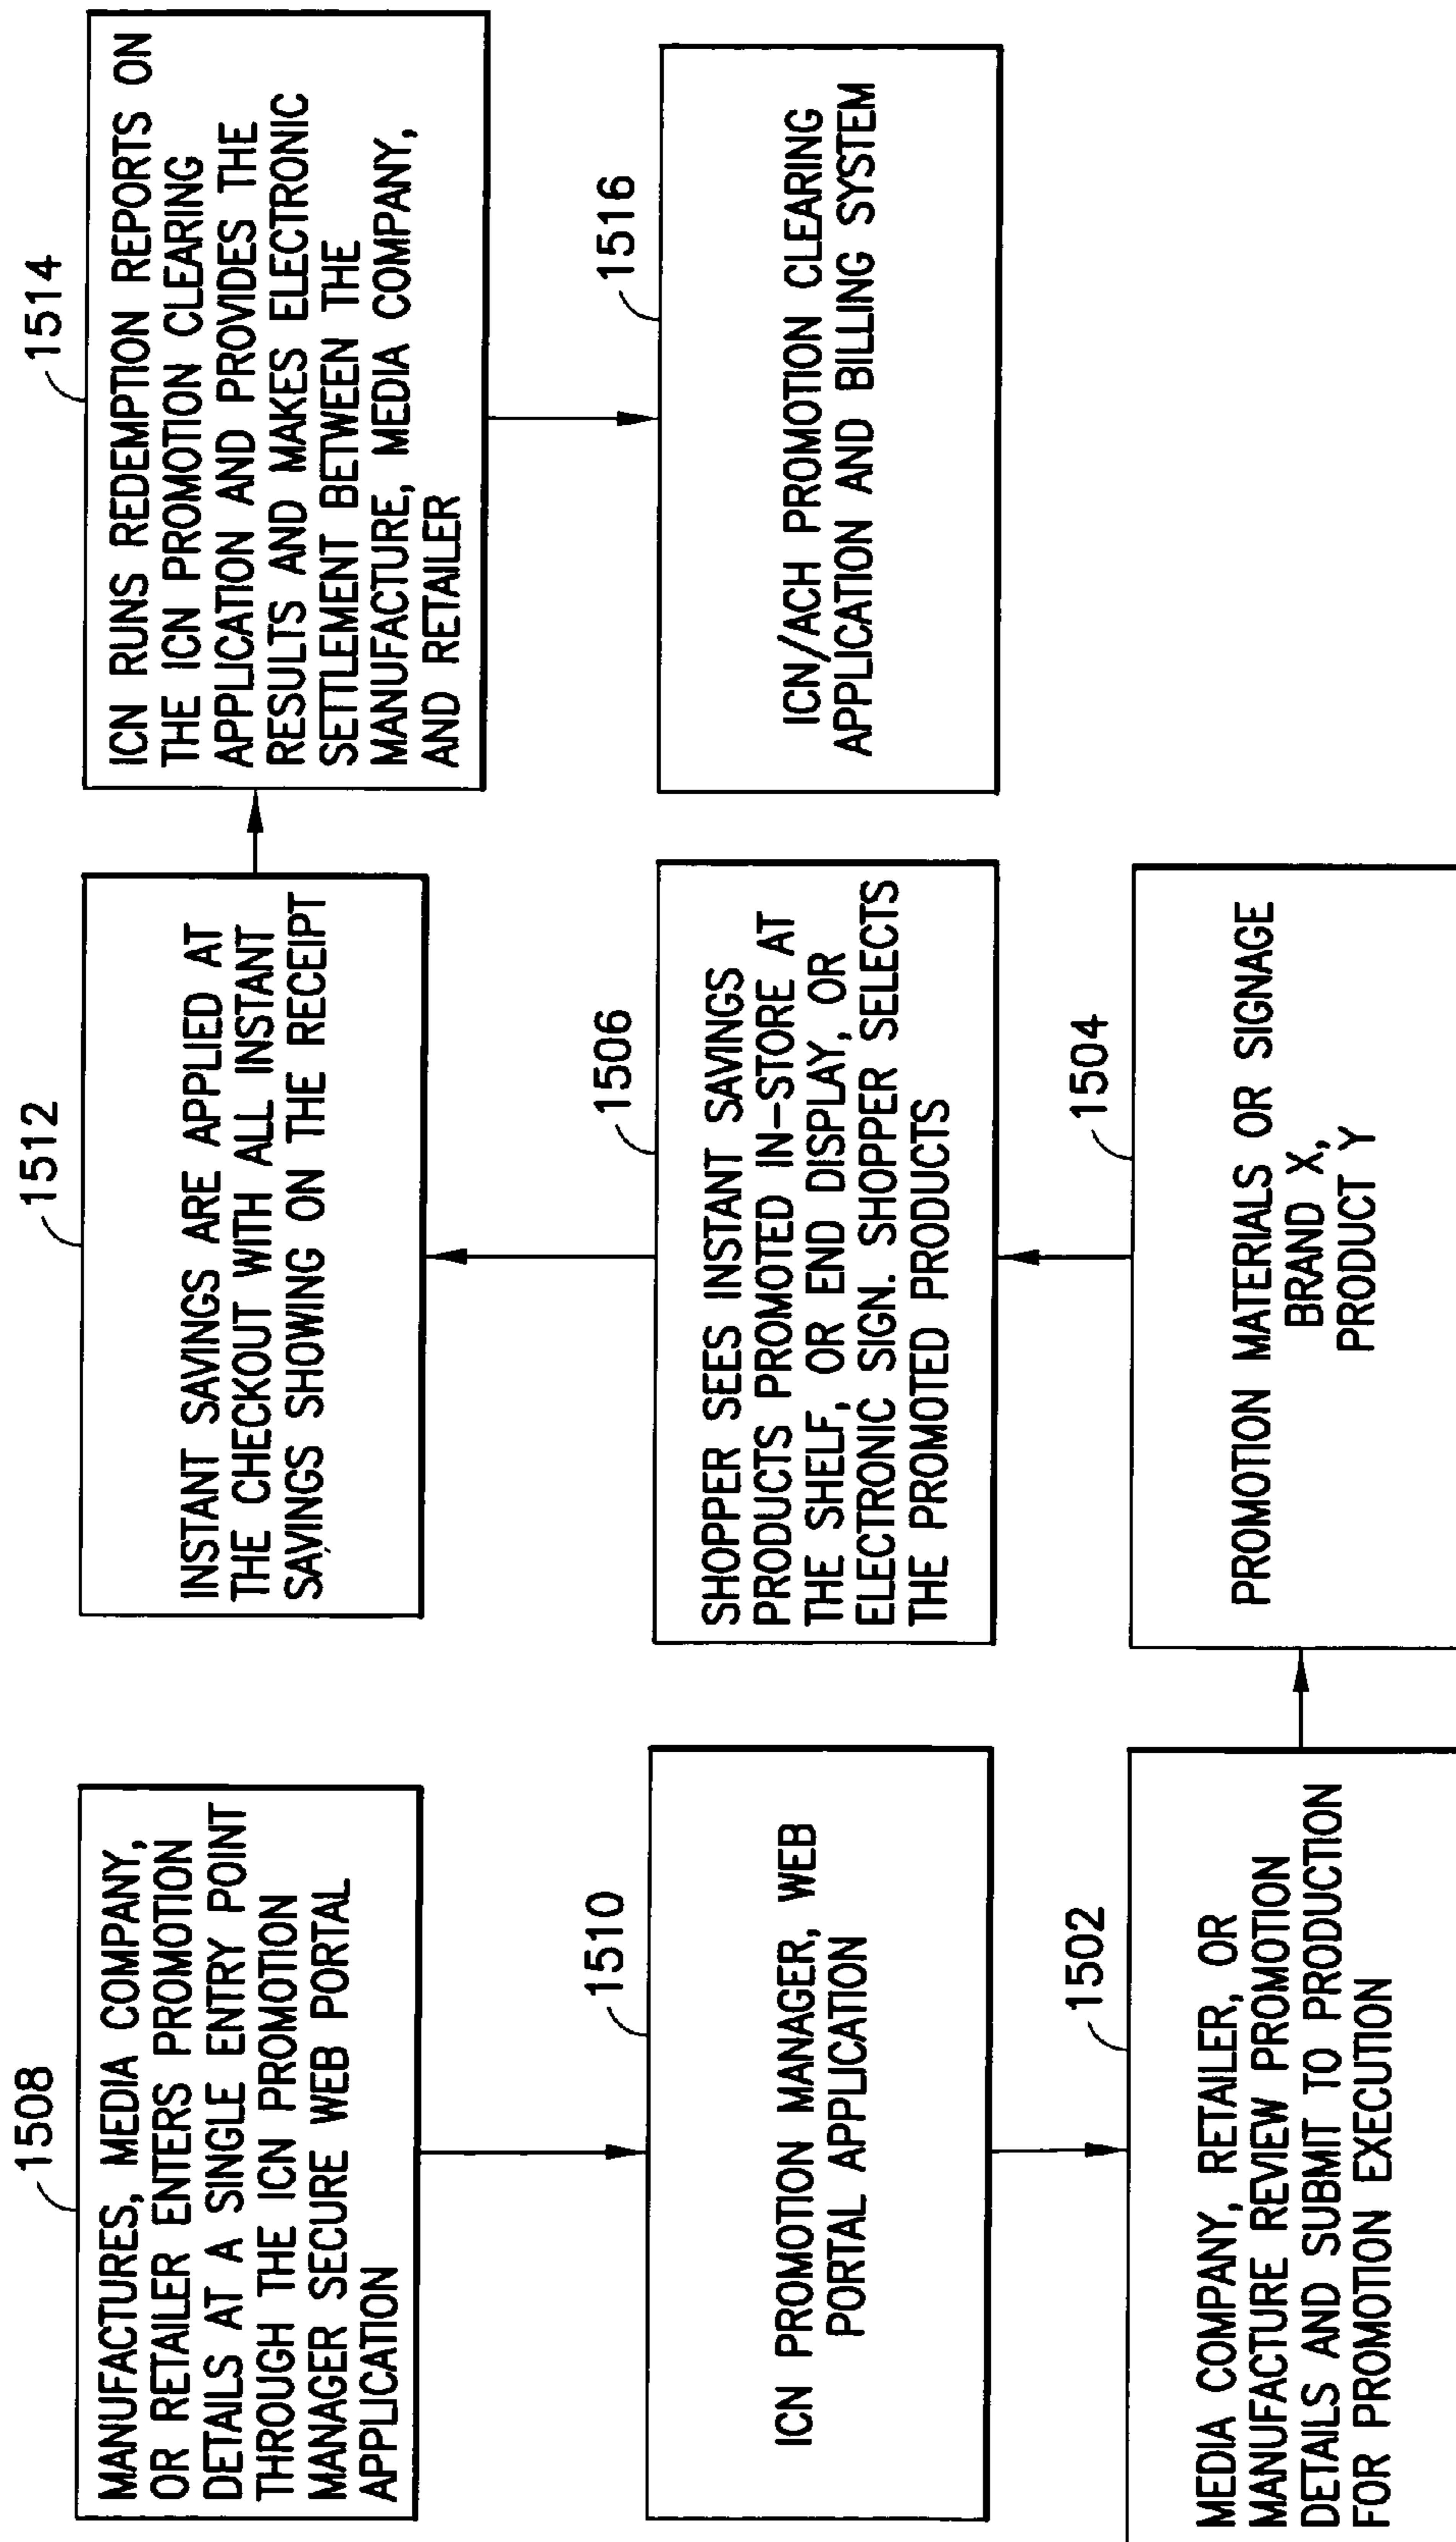 1508
MANUFACTURES, MEDIA COMPANY,
OR RETAILER ENTERS PROMOTION
DETAILS AT A SINGLE ENTRY POINT
THROUGH THE ICN PROMOTION
MANAGER SECURE WEB PORTAL
APPLICATION
1510
ICN PROMOTION MANAGER, WEB
PORTAL APPLICATION
1502
MEDIA COMPANY, RETAILER, OR
MANUFACTURE REVIEW PROMOTION
DETAILS AND SUBMIT TO PRODUCTION
FOR PROMOTION EXECUTION
1504
PROMOTION MATERIALS OR SIGNAGE
BRAND X,
PRODUCT Y
1506
SHOPPER SEES INSTANT SAVINGS
PRODUCTS PROMOTED IN-STORE AT
THE SHELF, OR END DISPLAY, OR
ELECTRONIC SIGN. SHOPPER SELECTS
THE PROMOTED PRODUCTS
1512
INSTANT SAVINGS ARE APPLIED AT
THE CHECKOUT WITH ALL INSTANT
SAVINGS SHOWING ON THE RECEIPT
1514
ICN RUNS REDEMPTION REPORTS ON
THE ICN PROMOTION CLEARING
APPLICATION AND PROVIDES THE
RESULTS AND MAKES ELECTRONIC
SETTLEMENT BETWEEN THE
MANUFACTURE, MEDIA COMPANY,
AND RETAILER
1516
ICN/ACH PROMOTION CLEARING
APPLICATION AND BILLING SYSTEM